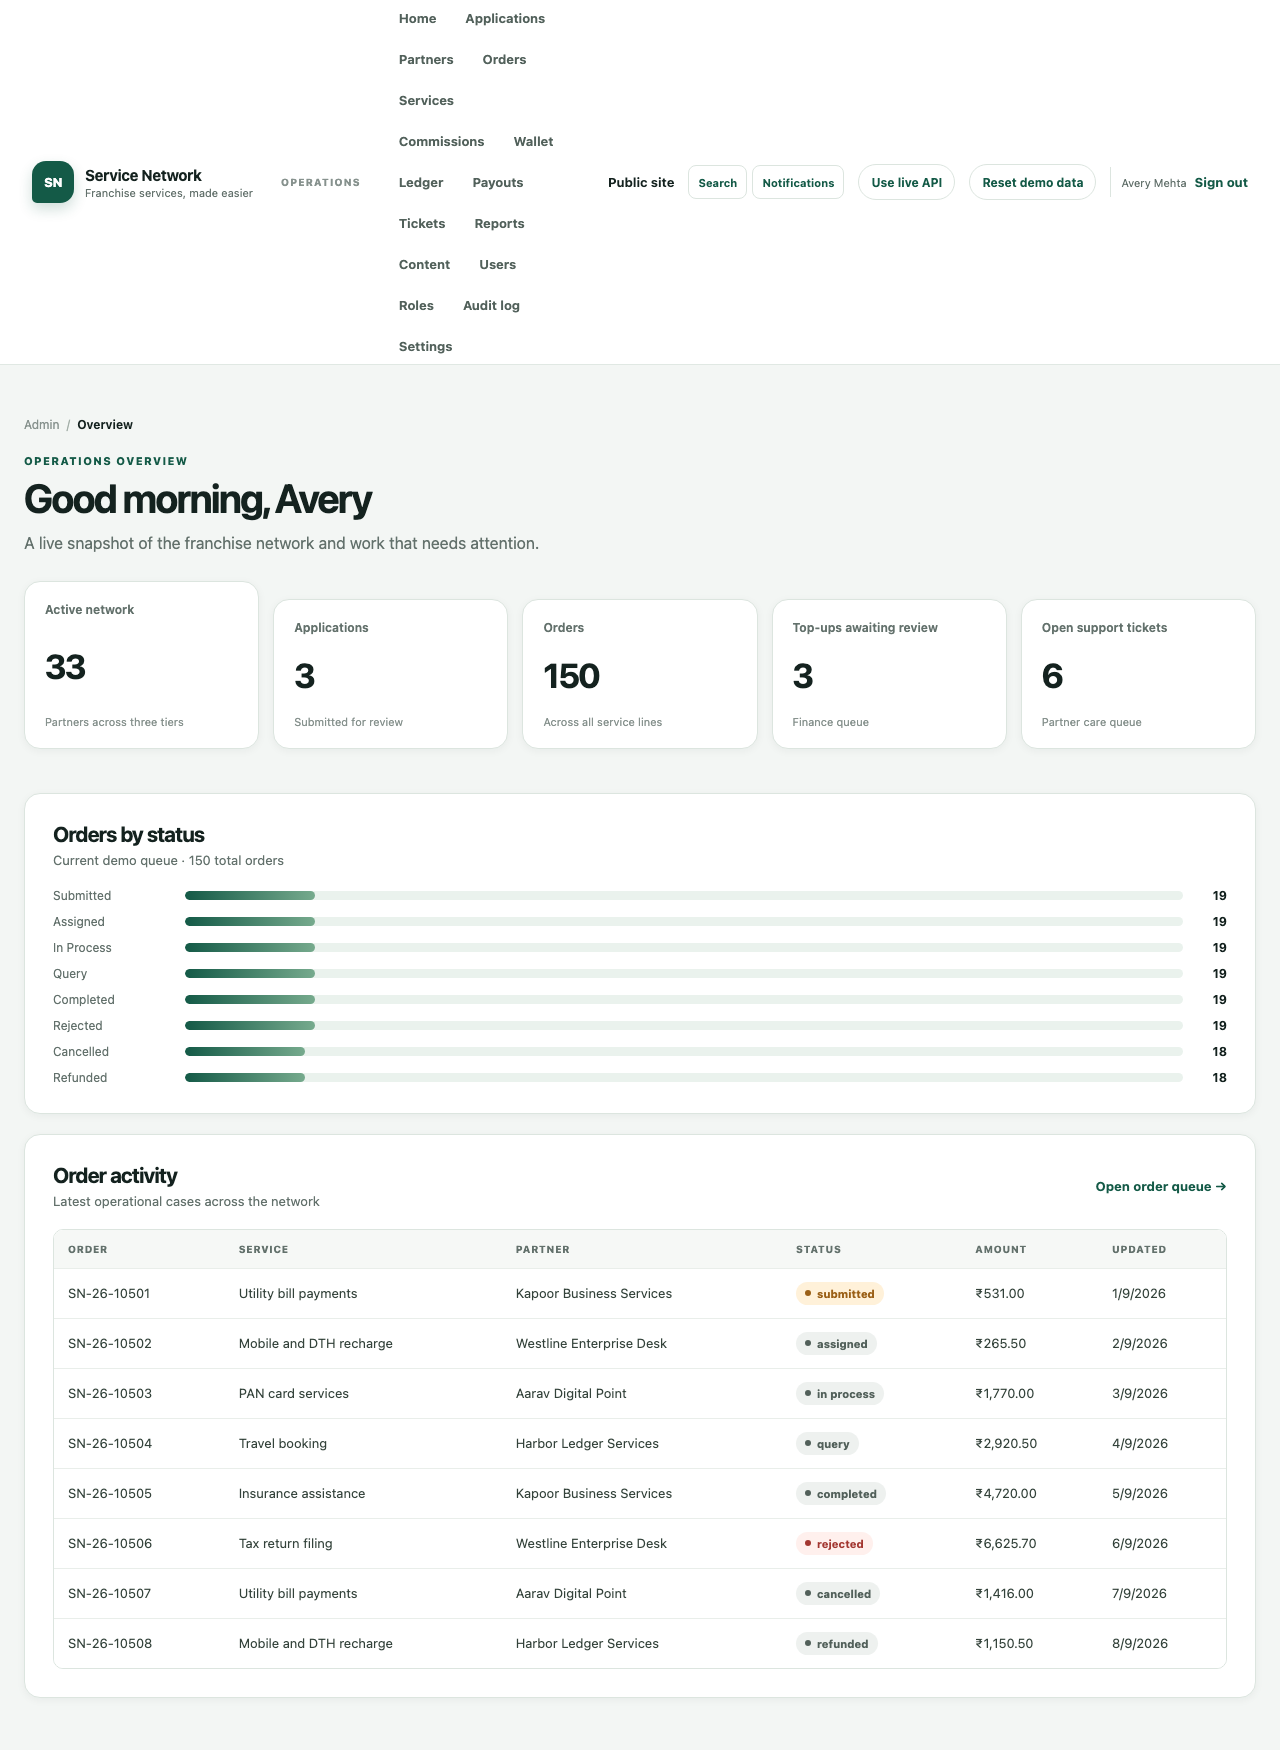 Home Applications
Partners Orders
Services
Commissions Wallet
SN Service Network
Franchise services, made easier
OPERATIONS
Ledger Payouts
Public site Search Notifications Use live API Reset demo data Avery Mehta Sign out
Tickets Reports
Content Users
Roles Audit log
Settings
Admin / Overview
OPERATIONS OVERVIEW
Good morning, Avery
A live snapshot of the franchise network and work that needs attention.
Active network
33
Partners across three tiers
Applications
3
Submitted for review
Orders
150
Across all service lines
Top-ups awaiting review
3
Finance queue
Open support tickets
6
Partner care queue
Orders by status
Current demo queue · 150 total orders
Submitted 19
Assigned 19
In Process 19
Query 19
Completed 19
Rejected 19
Cancelled 18
Refunded 18
Order activity
Latest operational cases across the network
Open order queue →
ORDER SERVICE PARTNER STATUS AMOUNT UPDATED
SN-26-10501 Utility bill payments Kapoor Business Services submitted ₹531.00 1/9/2026
SN-26-10502 Mobile and DTH recharge Westline Enterprise Desk assigned ₹265.50 2/9/2026
SN-26-10503 PAN card services Aarav Digital Point in process ₹1,770.00 3/9/2026
SN-26-10504 Travel booking Harbor Ledger Services query ₹2,920.50 4/9/2026
SN-26-10505 Insurance assistance Kapoor Business Services completed ₹4,720.00 5/9/2026
SN-26-10506 Tax return filing Westline Enterprise Desk rejected ₹6,625.70 6/9/2026
SN-26-10507 Utility bill payments Aarav Digital Point cancelled ₹1,416.00 7/9/2026
SN-26-10508 Mobile and DTH recharge Harbor Ledger Services refunded ₹1,150.50 8/9/2026